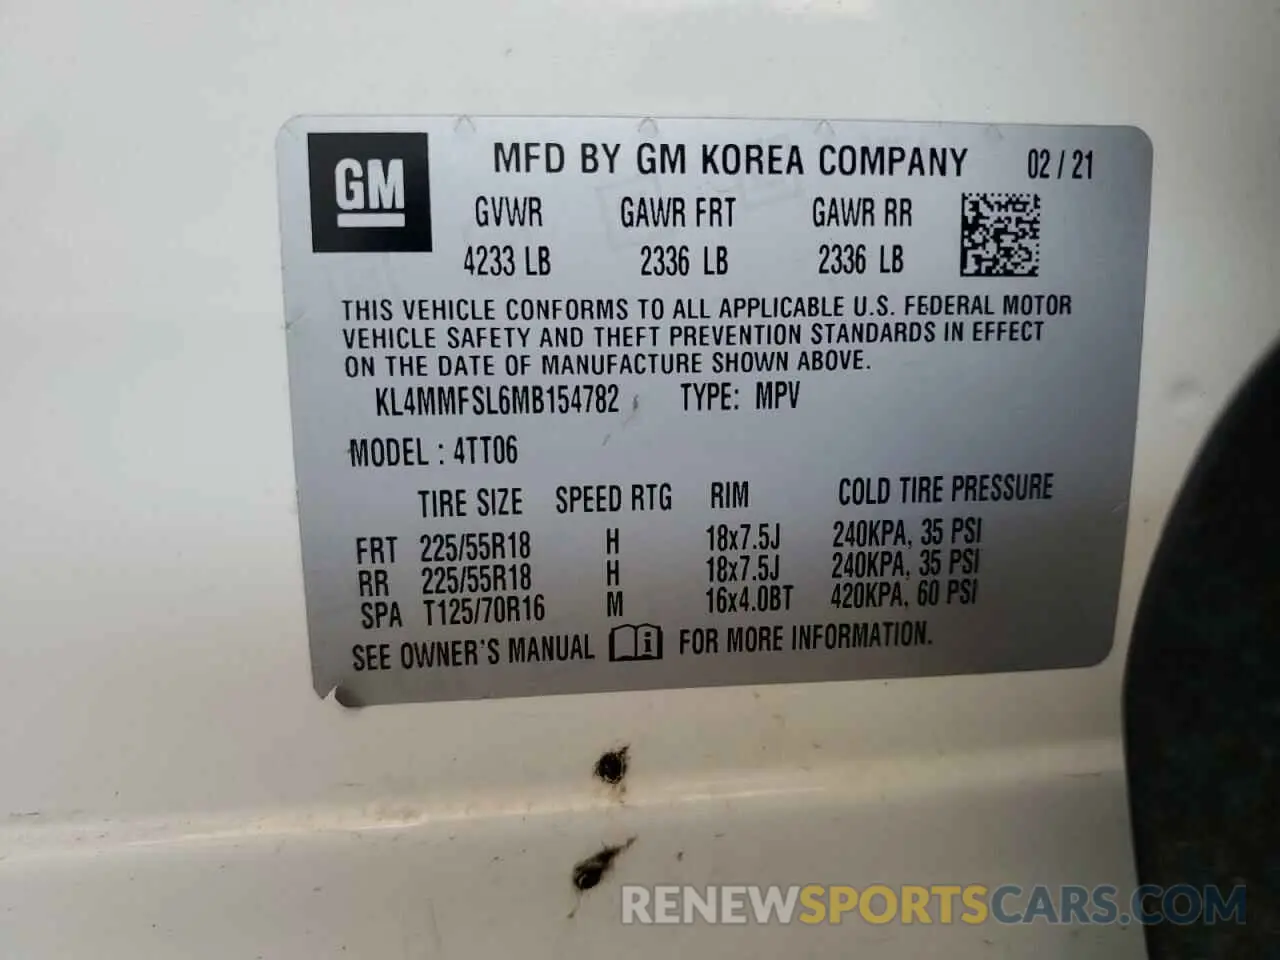 GM
MFD BY GM KOREA COMPANY 02 / 21
GVWR GAWR FRT GAWR RR
4233 LB 2336 LB 2336 LB
THIS VEHICLE CONFORMS TO ALL APPLICABLE U.S. FEDERAL MOTOR
VEHICLE SAFETY AND THEFT PREVENTION STANDARDS IN EFFECT
ON THE DATE OF MANUFACTURE SHOWN ABOVE.
KL4MMFSL6MB154782 TYPE: MPV
MODEL : 4TT06
TIRE SIZE SPEED RTG RIM COLD TIRE PRESSURE
FRT 225/55R18 H 18x7.5J 240KPA, 35 PSI
RR 225/55R18 H 18x7.5J 240KPA, 35 PSI
SPA T125/70R16 M 16x4.0BT 420KPA, 60 PSI
SEE OWNER'S MANUAL i FOR MORE INFORMATION.
RENEWSPORTSCARS.COM